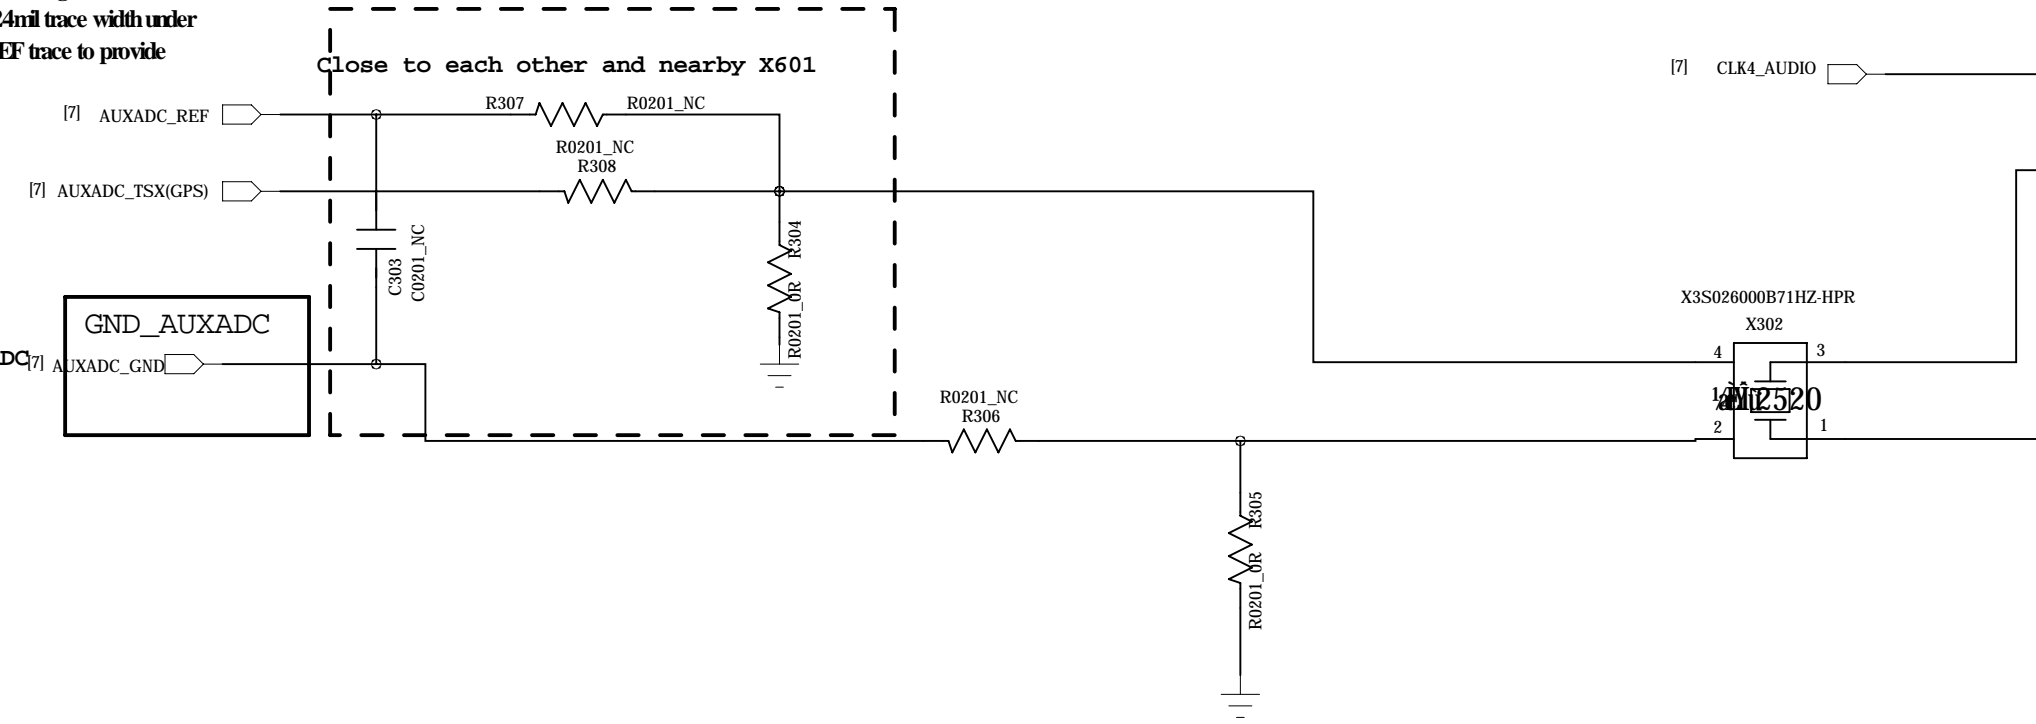 24mil trace width under
EF trace to provide
Close to each other and nearby X601
[7] CLK4_AUDIO
[7] AUXADC_REF
R307
R0201_NC
R0201_NC
R308
[7] AUXADC_TSX(GPS)
R304
R0201_0R
C303
C0201_NC
GND_AUXADC
DC[7] AUXADC_GND
X3S026000B71HZ-HPR
X302
4
3
2520
2
1
R0201_NC
R306
R305
R0201_0R